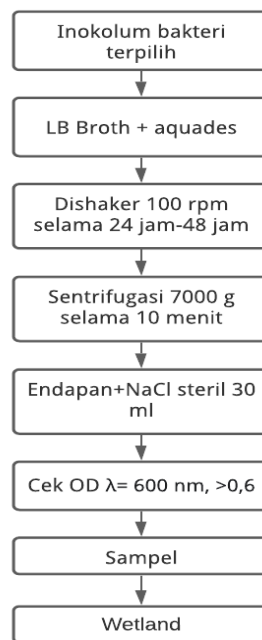 Inokolum bakteri
terpilih
LB Broth + aquades
Dishaker 100 rpm
selama 24 jam-48 jam
Sentrifugasi 7000 g
selama 10 menit
Endapan+NaCl steril 30
ml
Cek OD λ= 600 nm, >0,6
Sampel
Wetland